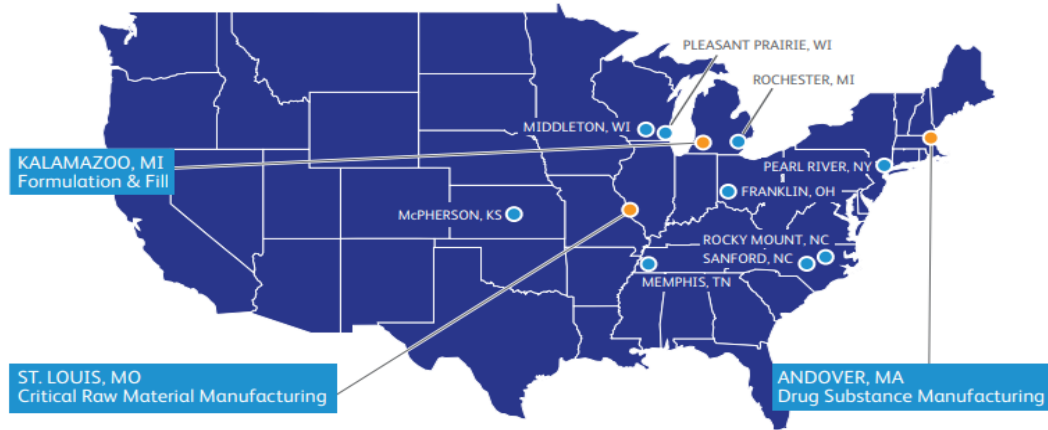 PLEASANT PRAIRIE, WI
ROCHESTER, MI
MIDDLETON, WI
KALAMAZOO, MI
Formulation & Fill
PEARL RIVER, NY
FRANKLIN, OH
McPHERSON, KS
ROCKY MOUNT, NC
SANFORD, NC
MEMPHIS, TN
ST. LOUIS, MO
Critical Raw Material Manufacturing
ANDOVER, MA
Drug Substance Manufacturing